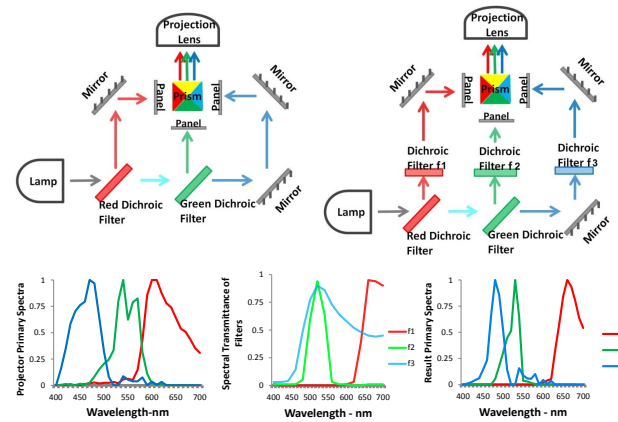 Projection
Lens
Mirror
Panel
Prism
Panel
Mirror
Panel
Lamp
Red Dichroic
Filter
Green Dichroic
Filter
Mirror
Projection
Lens
Mirror
Panel
Prism
Panel
Mirror
Panel
Dichroic
Filter f1
Dichroic
Filter f 2
Dichroic
Filter f3
Lamp
Red Dichroic
Filter
Green Dichroic
Filter
Mirror
Projector Primary Spectra
1
0.75
0.5
0.25
0
400 450 500 550 600 650 700
Wavelength-nm
Spectral Transmittance of
Filters
1
0.75
0.5
0.25
0
400 450 500 550 600 650 700
Wavelength - nm
f1
f2
f3
Result Primary Spectra
1
0.75
0.5
0.25
0
400 450 500 550 600 650 700
Wavelength - nm